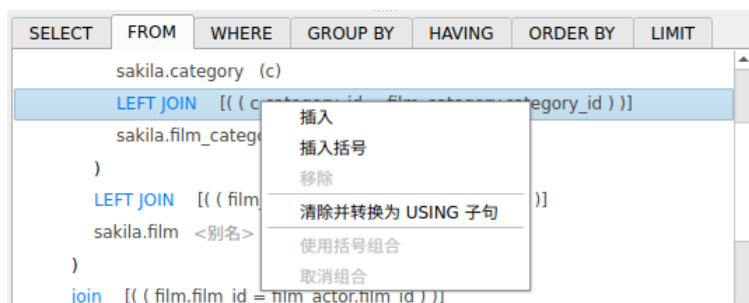 SELECT FROM WHERE GROUP BY HAVING ORDER BY LIMIT
sakila.category (c)
LEFT JOIN [( ( c.category_id = film_category.category_id ) )]
sakila.film_catego
)
LEFT JOIN [( ( film_ )]
sakila.film <别名>
)
join [( ( film.film_id = film_actor.film_id ) )]
插入
插入括号
移除
清除并转换为 USING 子句
使用括号组合
取消组合